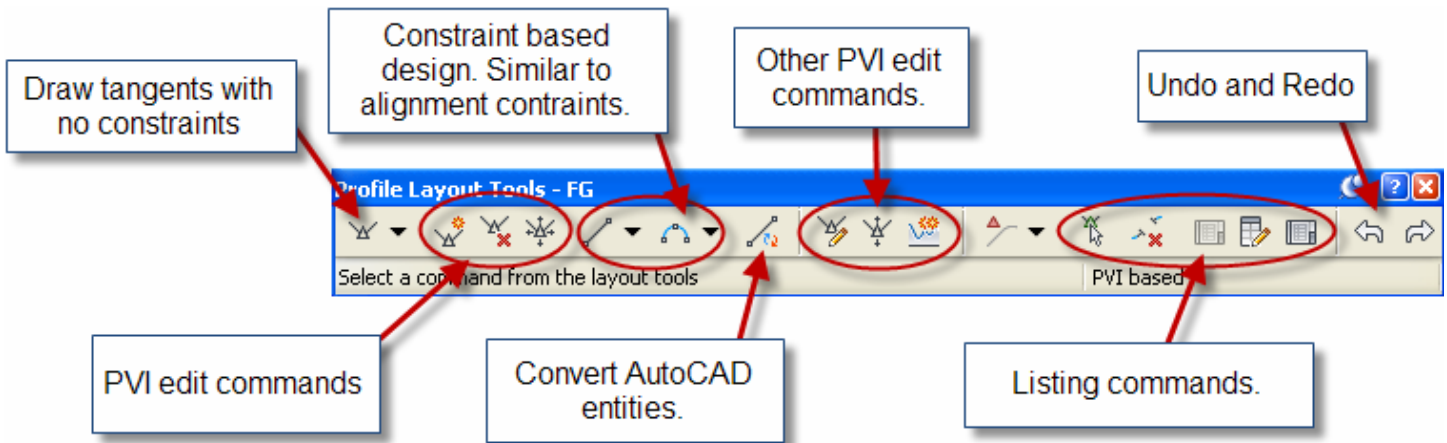 Draw tangents with
no constraints
Constraint based
design. Similar to
alignment contraints.
Other PVI edit
commands.
Undo and Redo
Profile Layout Tools - FG
Select a command from the layout tools
PVI based
PVI edit commands
Convert AutoCAD
entities.
Listing commands.